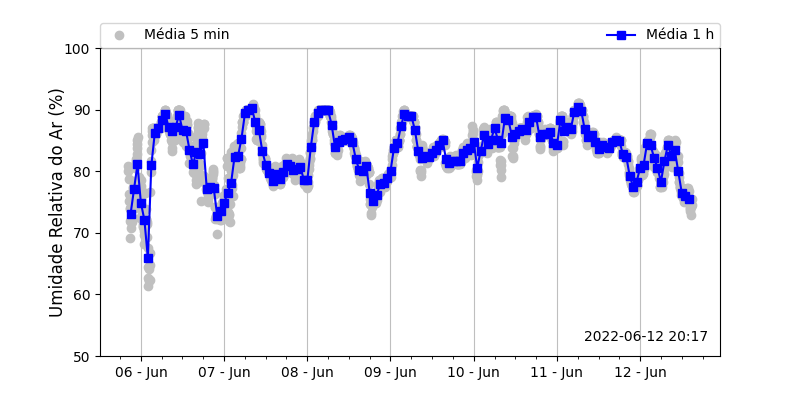 Média 5 min
Média 1 h
Umidade Relativa do Ar (%)
100
90
80
70
60
50
2022-06-12 20:17
06 - Jun
07 - Jun
08 - Jun
09 - Jun
10 - Jun
11 - Jun
12 - Jun